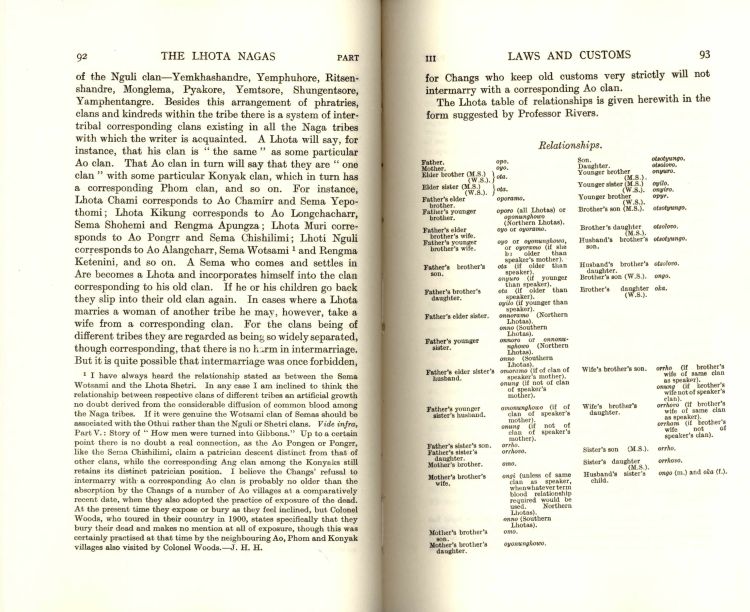 92 THE LHOTA NAGAS PART
of the Nguli clan—Yemkhashandre, Yemphuhore, Ritsen-
shandre, Monglema, Pyakore, Yemtsore, Shungentsore,
Yamphentangre. Besides this arrangement of phratries,
clans and kindreds within the tribe there is a system of inter-
tribal corresponding clans existing in all the Naga tribes
with which the writer is acquainted. A Lhota will say, for
instance, that his clan is “ the same ” as some particular
Ao clan. That Ao clan in turn will say that they are “ one
clan ” with some particular Konyak clan, which in turn has
a corresponding Phom clan, and so on. For instance,
Lhota Chami corresponds to Ao Chamirr and Sema Yepo-
thomi; Lhota Kikung corresponds to Ao Longchacharr,
Sema Shohemi and Rengma Apungza; Lhota Muri corre-
sponds to Ao Pongrr and Sema Chishilimi; Lhoti Nguli
corresponds to Ao Alangcharr, Sema Wotsami ¹ and Rengma
Ketenini, and so on. A Sema who comes and settles in
Are becomes a Lhota and incorporates himself into the clan
corresponding to his old clan. If he or his children go back
they slip into their old clan again. In cases where a Lhota
marries a woman of another tribe he may, however, take a
wife from a corresponding clan. For the clans being of
different tribes they are regarded as being so widely separated,
though corresponding, that there is no harm in intermarriage.
But it is quite possible that intermarriage was once forbidden,
¹ I have always heard the relationship stated as between the Sema
Wotsami and the Lhota Shetri. In any case I am inclined to think the
relationship between respective clans of different tribes an artificial growth
no doubt derived from the considerable diffusion of common blood among
the Naga tribes. If it were genuine the Wotsami clan of Semas should be
associated with the Othui rather than the Nguli or Shetri clans. Vide infra,
Part V.: Story of “ How men were turned into Gibbons.” Up to a certain
point there is no doubt a real connection, as the Ao Pongen or Pongrr,
like the Sema Chishilimi, claim a patrician descent distinct from that of
other clans, while the corresponding Ang clan among the Konyaks still
retains its distinct patrician position. I believe the Changs’ refusal to
intermarry with a corresponding Ao clan is probably no older than the
absorption by the Changs of a number of Ao villages at a comparatively
recent date, when they also adopted the practice of exposure of the dead.
At the present time they expose or bury as they feel inclined, but Colonel
Woods, who toured in their country in 1900, states specifically that they
bury their dead and makes no mention at all of exposure, though this was
certainly practised at that time by the neighbouring Ao, Phom and Konyak
villages also visited by Colonel Woods.—J. H. H.
III LAWS AND CUSTOMS 93
for Changs who keep old customs very strictly will not
intermarry with a corresponding Ao clan.
The Lhota table of relationships is given herewith in the
form suggested by Professor Rivers.
Relationships.
Father. opo.
Mother. oyo.
Elder brother (M.S.)
(W.S.) ota.
Elder sister (M.S.)
(W.S.) ota.
Father's elder oporamo.
brother.
Father's younger oporo (all Lhotas) or
brother. oponunghowo
(Northern Lhotas).
Father's elder oyo or oyoramo.
brother's wife.
Father's younger oyo or oyonunghowo,
brother's wife. or oyoramo (if she
be older than
speaker's mother).
Father's brother's ota (if older than
son. speaker).
onyuro (if younger
than speaker).
Father's brother's ota (if older than
daughter. speaker).
oyilo (if younger than
speaker).
Father's elder sister. onnoramo (Northern
Lhotas).
onno (Southern
Lhotas).
Father's younger onnoro or onnonu-
sister. nghowo (Northern
Lhotas).
onno (Southern
Lhotas).
Father's elder sister's omoramo (if of clan of
husband. speaker's mother).
onung (if not of clan
of speaker's
mother).
Father's younger omonunghowo (if of
sister's husband. clan of speaker's
mother).
onung (if not of
clan of speaker's
mother).
Father's sister's son. orrho.
Father's sister's orrhovo.
daughter.
Mother's brother. omo.
Mother's brother's ongi (unless of same
wife. clan as speaker,
when whatever term
blood relationship
required would be
used. Northern
Lhotas).
onno (Southern
Lhotas).
Mother's brother's omo.
son.
Mother's brother's oyonunghowo.
daughter.
Son. otsotyungo.
Daughter. otsolovo.
Younger brother onyuro.
(M.S.).
Younger sister (M.S.) oyilo.
(W.S.). onyiro.
Younger brother opyr.
(W.S.).
Brother's son (M.S.). otsotyungo.
Brother's daughter otsolovo.
(M.S.).
Husband's brother's otsotyungo.
son.
Husband's brother's otsolovo.
daughter.
Brother's son (W.S.). ongo.
Brother's daughter oka.
(W.S.).
Wife's brother's son. orrho (if brother's
wife of same clan
as speaker).
onung (if brother's
wife not of speaker's
clan).
Wife's brother's orrhoro (if brother's
daughter. wife of same clan
as speaker).
orrham (if brother's
wife not of
speaker's clan).
Sister's son (M.S.). orrho.
Sister's daughter orrhovo.
(M.S.).
Husband's sister's ongo (m.) and oka (f.).
child.